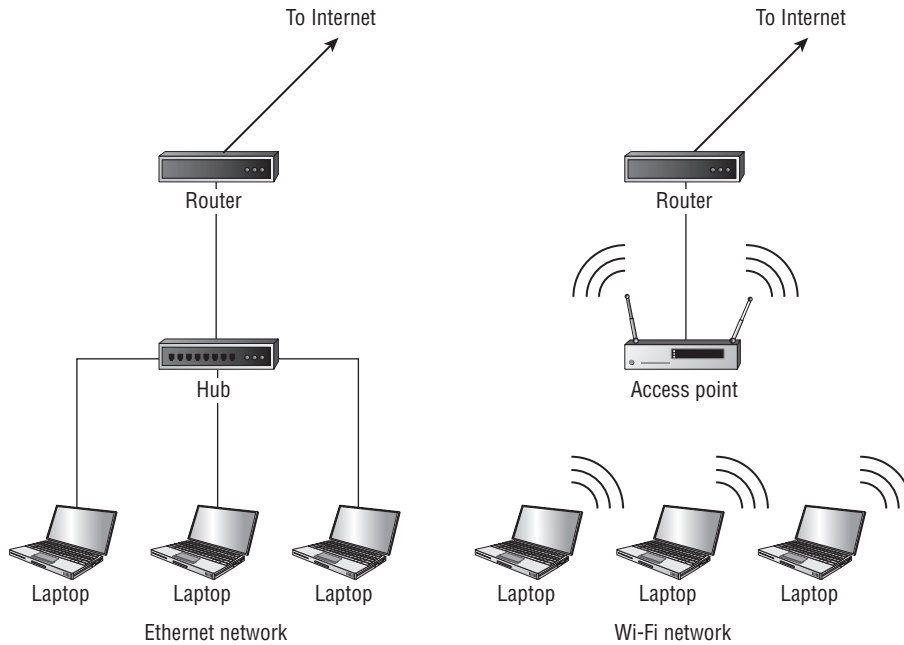 To Internet
To Internet
Router
Router
Hub
Access point
Laptop
Laptop
Laptop
Laptop
Laptop
Laptop
Ethernet network
Wi-Fi network